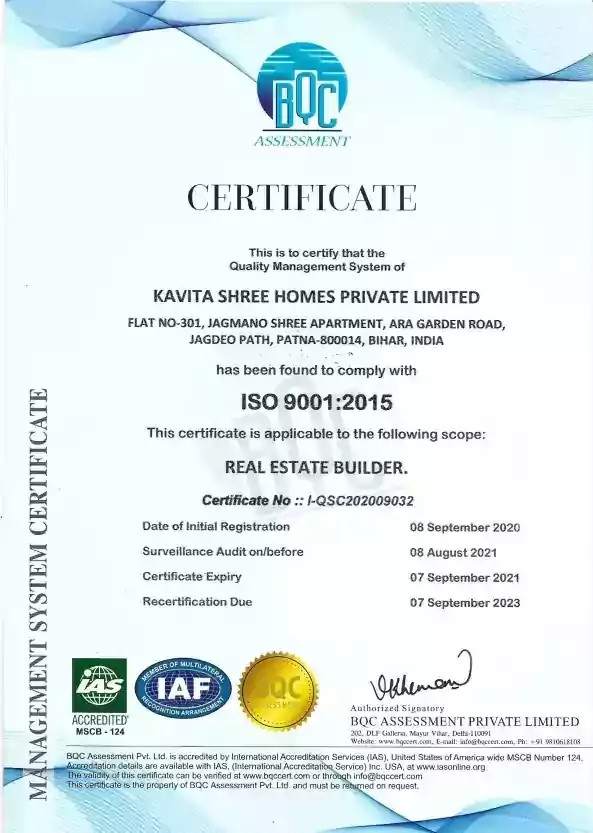 BQC
ASSESSMENT
CERTIFICATE
This is to certify that the
Quality Management System of
KAVITA SHREE HOMES PRIVATE LIMITED
FLAT NO-301, JAGMANO SHREE APARTMENT, ARA GARDEN ROAD,
JAGDEO PATH, PATNA-800014, BIHAR, INDIA
has been found to comply with
ISO 9001:2015
This certificate is applicable to the following scope:
REAL ESTATE BUILDER.
Certificate No :: I-QSC202009032
Date of Initial Registration 08 September 2020
Surveillance Audit on/before 08 August 2021
Certificate Expiry 07 September 2021
Recertification Due 07 September 2023
MANAGEMENT SYSTEM CERTIFICATE
IAS
ACCREDITED
MSCB - 124
MEMBER OF MULTILATERAL
IAF
RECOGNITION ARRANGEMENT
BQC
ASSESSMENT
Authorized Signatory
BQC ASSESSMENT PRIVATE LIMITED
202, DLF Galleria, Mayur Vihar, Delhi-110091
Website: www.bqccert.com, E-mail: info@bqccert.com, Ph: +91 9810618108
BQC Assessment Pvt. Ltd. is accredited by International Accreditation Services (IAS), United States of America wide MSCB Number 124.
Accreditation details are available with IAS, (International Accreditation Service) Inc. USA, at www.iasonline.org
The validity of this certificate can be verified at www.bqccert.com or through info@bqccert.com
This certificate is the property of BQC Assessment Pvt. Ltd. and must be returned on request.